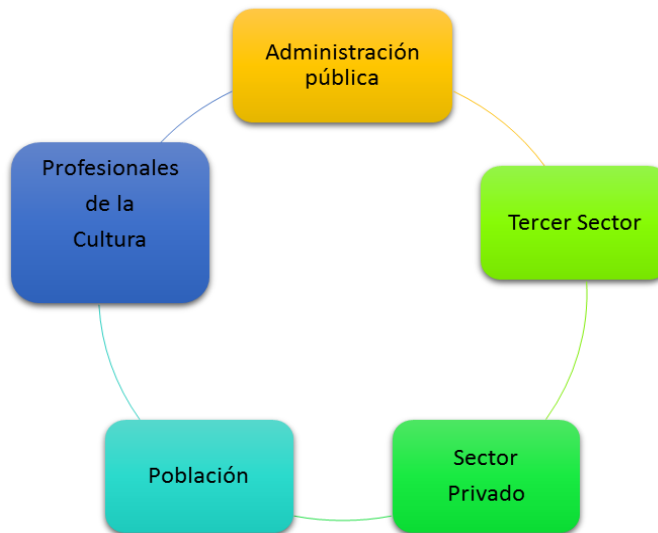 Administración
pública
Tercer Sector
Sector
Privado
Población
Profesionales
de la
Cultura